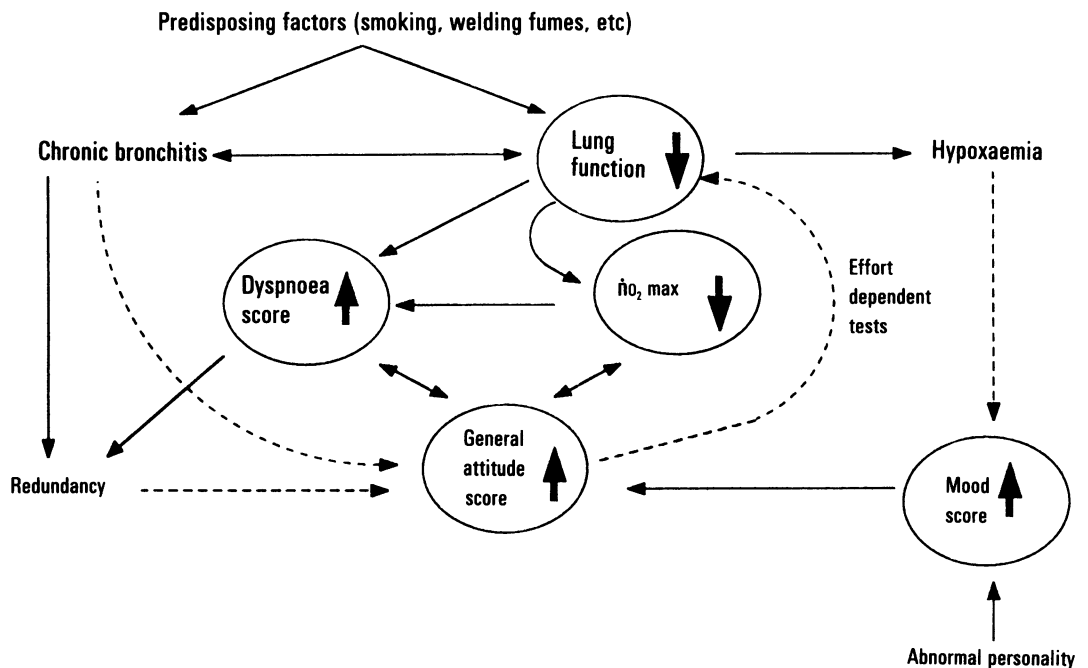 Predisposing factors (smoking, welding fumes, etc)
Chronic bronchitis
Lung
function
Hypoxaemia
Dyspnoea
score
ṅo₂ max
Effort
dependent
tests
General
attitude
score
Redundancy
Mood
score
Abnormal personality